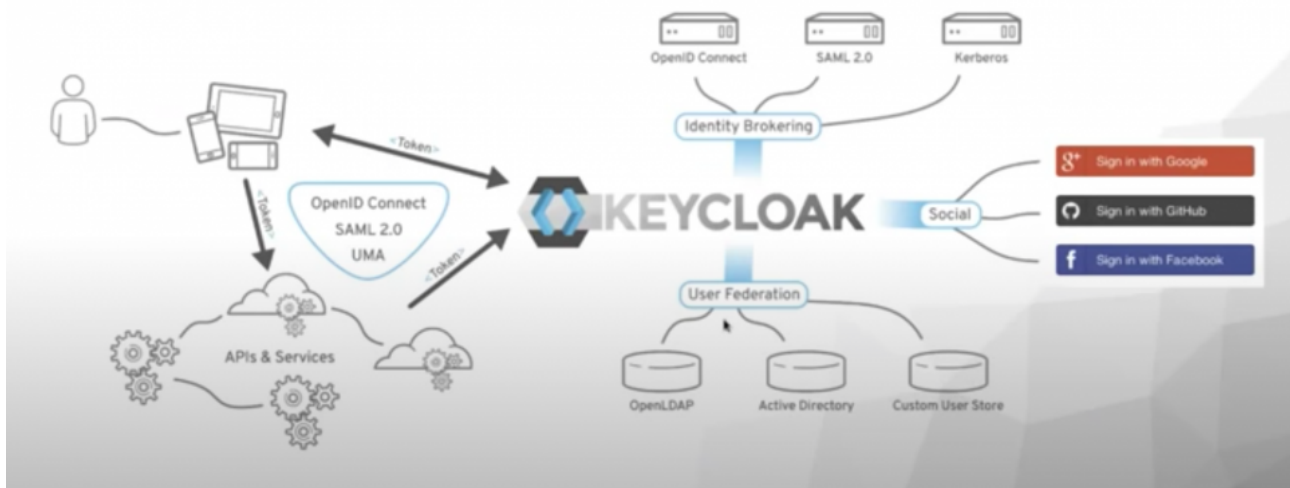 OpenID Connect
SAML 2.0
Kerberos
Identity Brokering
<Token>
<Token>
OpenID Connect
SAML 2.0
UMA
<Token>
KEYCLOAK
Social
g+ Sign in with Google
Sign in with GitHub
f Sign in with Facebook
User Federation
APIs & Services
OpenLDAP
Active Directory
Custom User Store